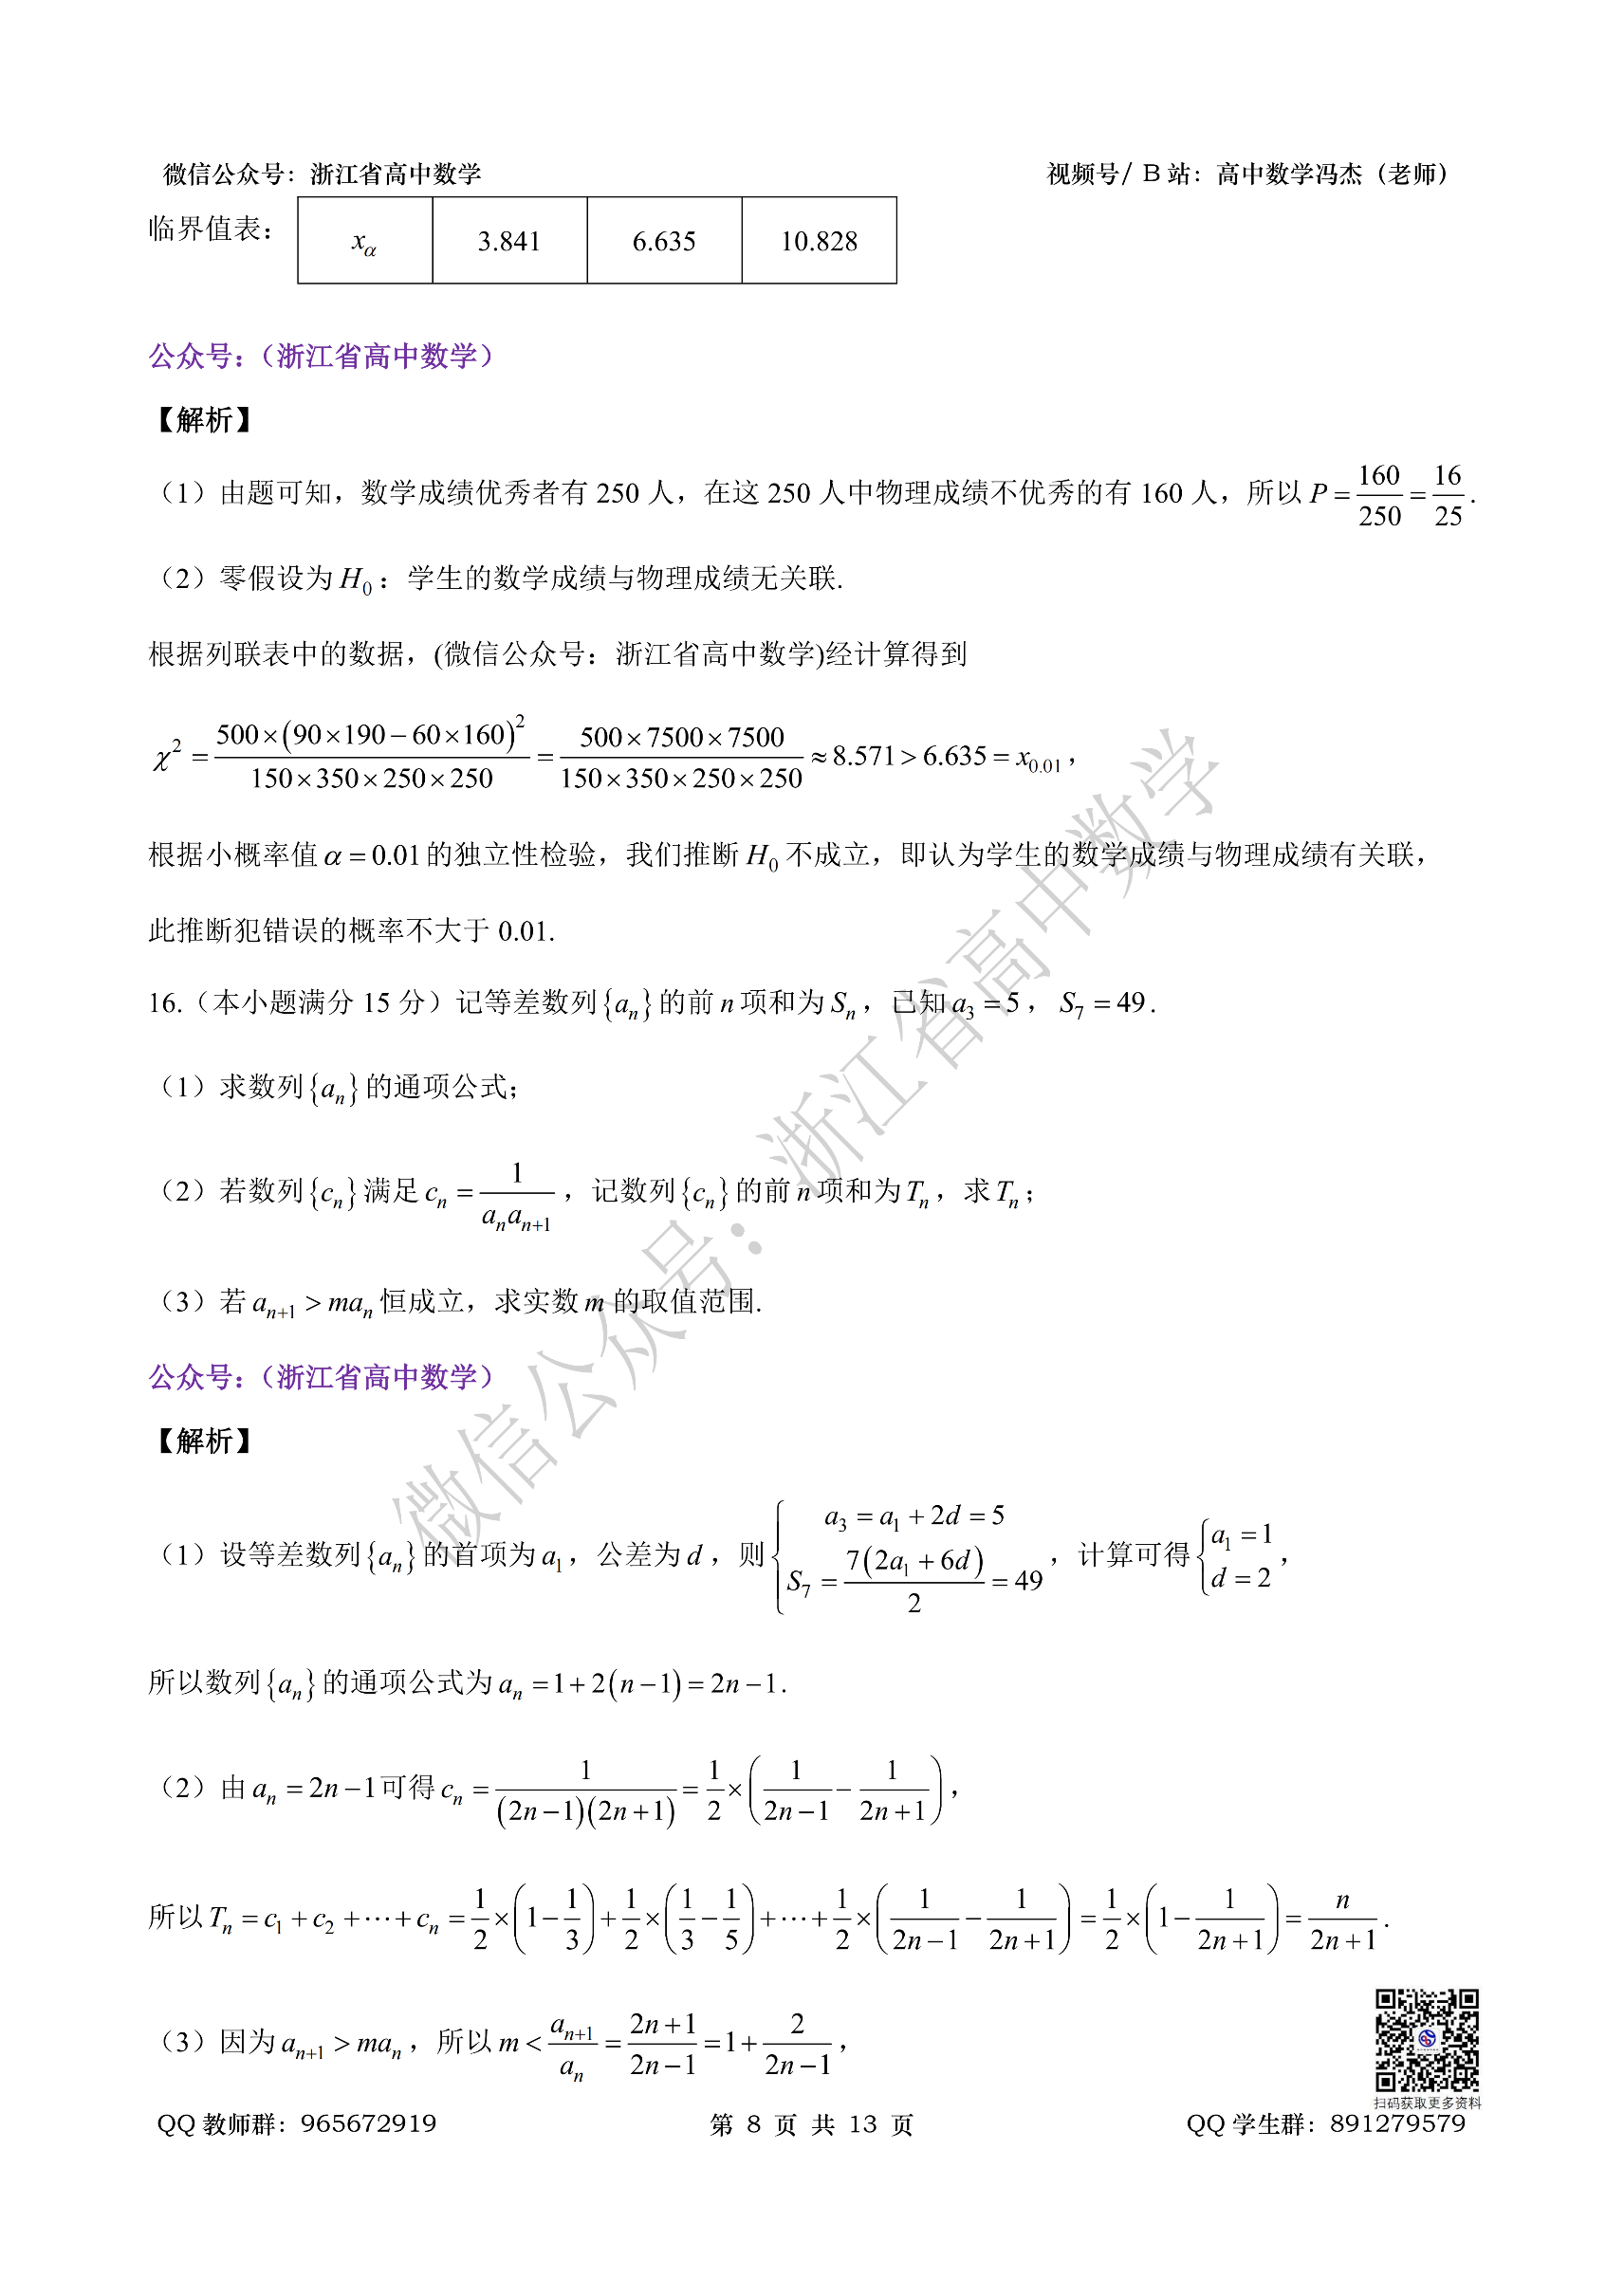 微信公众号：浙江省高中数学 视频号/ B 站：高中数学冯杰（老师）
临界值表： x_α 3.841 6.635 10.828
公众号：（浙江省高中数学）
【解析】
（1）由题可知，数学成绩优秀者有 250 人，在这 250 人中物理成绩不优秀的有 160 人，所以 P = 160/250 = 16/25 .
（2）零假设为 H₀：学生的数学成绩与物理成绩无关联.
根据列联表中的数据，(微信公众号：浙江省高中数学)经计算得到
χ² = 500×(90×190−60×160)²/(150×350×250×250) = 500×7500×7500/(150×350×250×250) ≈ 8.571 > 6.635 = x₀.₀₁，
根据小概率值 α = 0.01 的独立性检验，我们推断 H₀ 不成立，即认为学生的数学成绩与物理成绩有关联，
此推断犯错误的概率不大于 0.01.
16.（本小题满分 15 分）记等差数列{aₙ}的前 n 项和为 Sₙ，已知 a₃ = 5，S₇ = 49 .
（1）求数列{aₙ}的通项公式；
（2）若数列{cₙ}满足 cₙ = 1/(aₙaₙ₊₁)，记数列{cₙ}的前 n 项和为 Tₙ，求 Tₙ；
（3）若 aₙ₊₁ > maₙ 恒成立，求实数 m 的取值范围.
公众号：（浙江省高中数学）
【解析】
（1）设等差数列{aₙ}的首项为 a₁，公差为 d，则 { a₃ = a₁ + 2d = 5 S₇ = 7(2a₁ + 6d)/2 = 49 ，计算可得 { a₁ = 1 d = 2 ，
所以数列{aₙ}的通项公式为 aₙ = 1 + 2(n−1) = 2n−1.
（2）由 aₙ = 2n−1 可得 cₙ = 1/((2n−1)(2n+1)) = 1/2 × (1/(2n−1) − 1/(2n+1))，
所以 Tₙ = c₁ + c₂ + ⋯ + cₙ = 1/2 × (1 − 1/3) + 1/2 × (1/3 − 1/5) + ⋯ + 1/2 × (1/(2n−1) − 1/(2n+1)) = 1/2 × (1 − 1/(2n+1)) = n/(2n+1) .
（3）因为 aₙ₊₁ > maₙ，所以 m < aₙ₊₁/aₙ = (2n+1)/(2n−1) = 1 + 2/(2n−1)，
扫码获取更多资料
QQ 教师群：965672919 第 8 页 共 13 页 QQ 学生群：891279579
微信公众号：浙江省高中数学